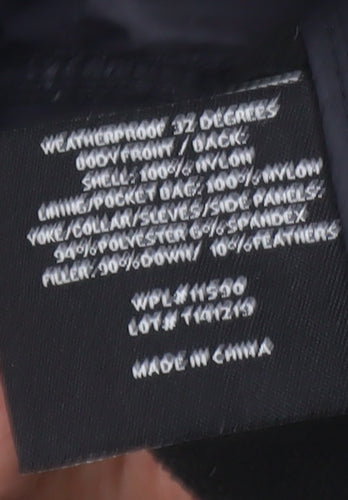 WEATHERPROOF 32 DEGREES
BODY FRONT / BACK:
SHELL: 100% NYLON
LINING/POCKET BAG: 100% NYLON
YOKE/COLLAR/SLEVES/SIDE PANELS:
94% POLYESTER 6% SPANDEX
FILLER: 90% DOWN/ 10% FEATHERS
WPL# 11590
LOT# T191219
MADE IN CHINA